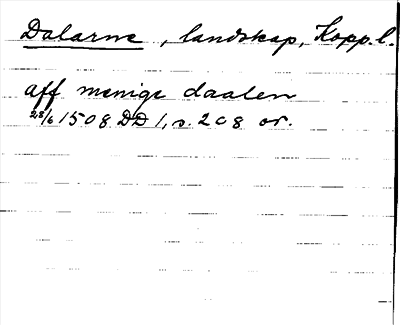 Dalarne, landskap, Kopp.l.
aff menige daalen
28/6 1508 DD 1, s. 208 or.